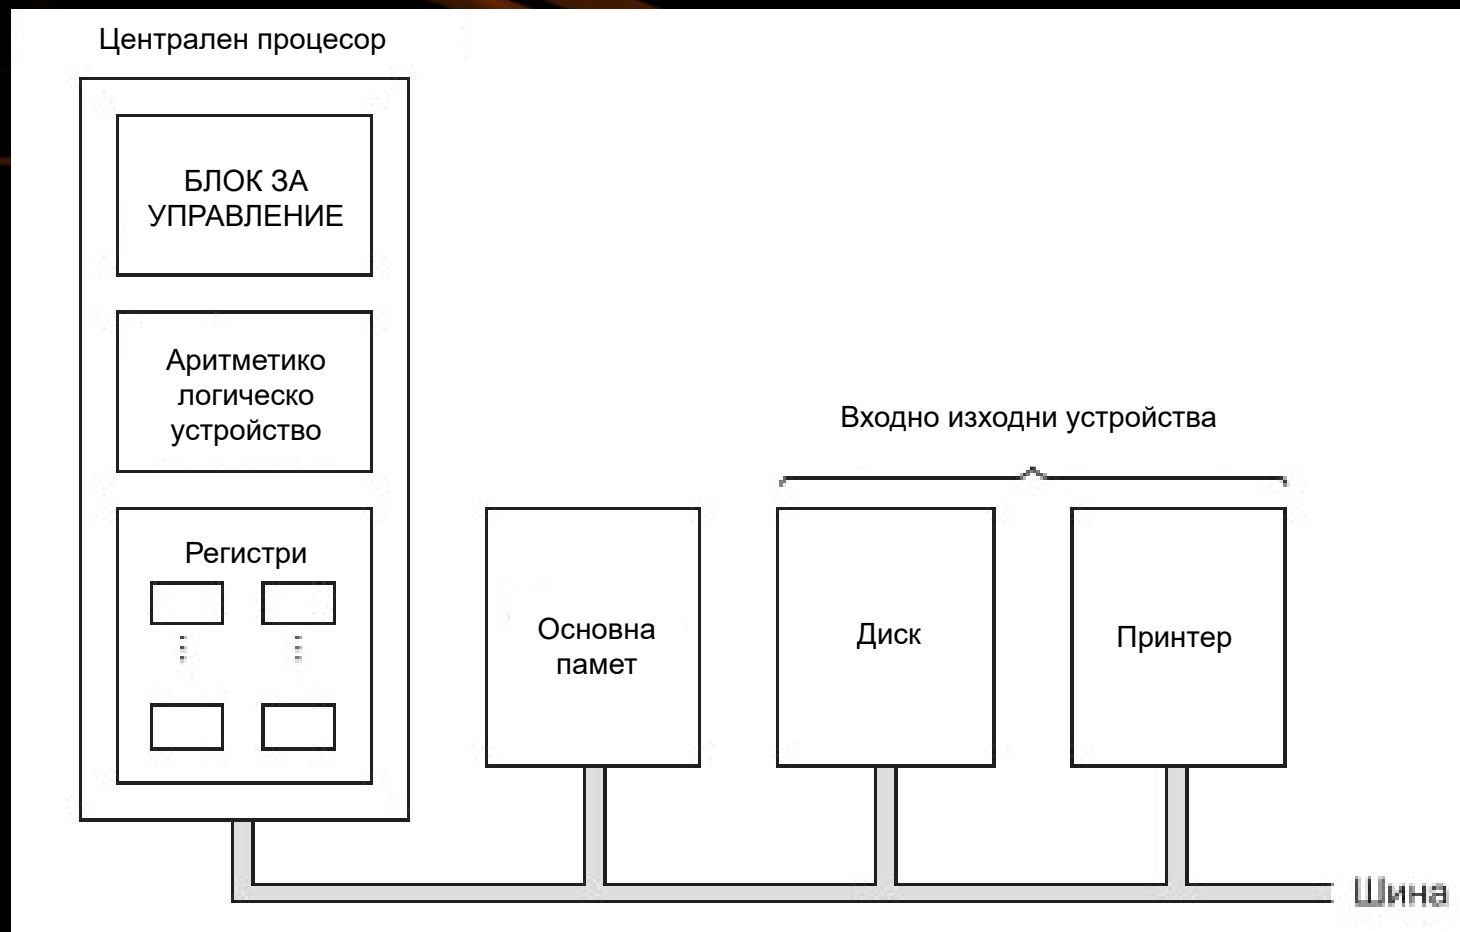 Централен процесор
БЛОК ЗА
УПРАВЛЕНИЕ
Аритметико
логическо
устройство
Регистри
Основна
памет
Входно изходни устройства
Диск
Принтер
Шина